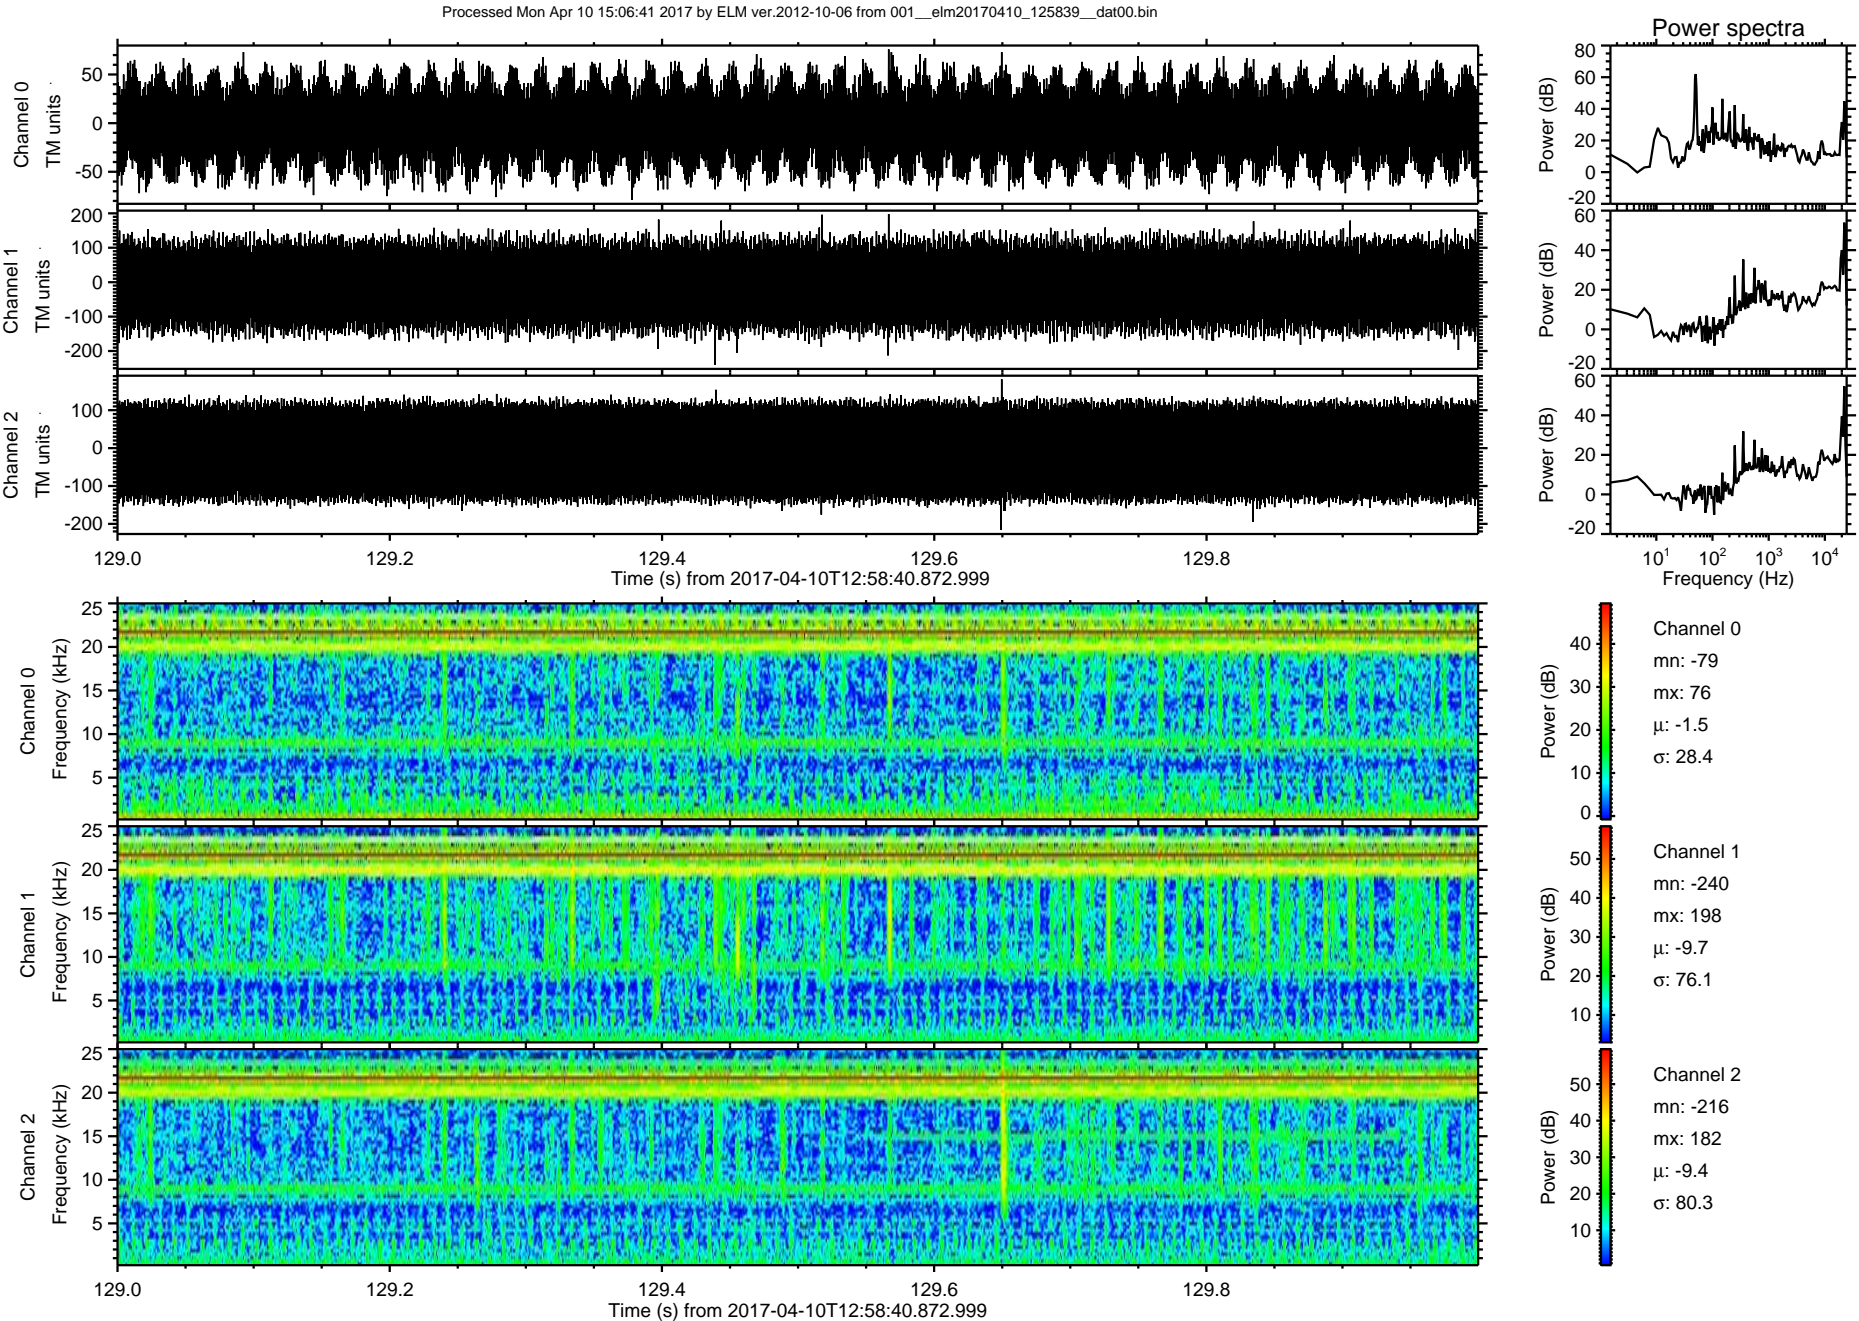 Processed Mon Apr 10 15:06:41 2017 by ELM ver.2012-10-06 from 001__elm20170410_125839__dat00.bin
Power spectra
Channel 0
TM units
50
0
-50
Power (dB)
80
60
40
20
0
-20
Channel 1
TM units
200
100
0
-100
-200
Power (dB)
60
40
20
0
-20
Channel 2
TM units
100
0
-100
-200
Power (dB)
60
40
20
0
-20
129.0 129.2 129.4 129.6 129.8
Time (s) from 2017-04-10T12:58:40.872.999
10¹ 10² 10³ 10⁴
Frequency (Hz)
Channel 0
Frequency (kHz)
25
20
15
10
5
Power (dB)
40
30
20
10
0
Channel 0
mn: -79
mx: 76
μ: -1.5
σ: 28.4
Channel 1
Frequency (kHz)
25
20
15
10
5
Power (dB)
50
40
30
20
10
Channel 1
mn: -240
mx: 198
μ: -9.7
σ: 76.1
Channel 2
Frequency (kHz)
25
20
15
10
5
Power (dB)
50
40
30
20
10
Channel 2
mn: -216
mx: 182
μ: -9.4
σ: 80.3
129.0 129.2 129.4 129.6 129.8
Time (s) from 2017-04-10T12:58:40.872.999